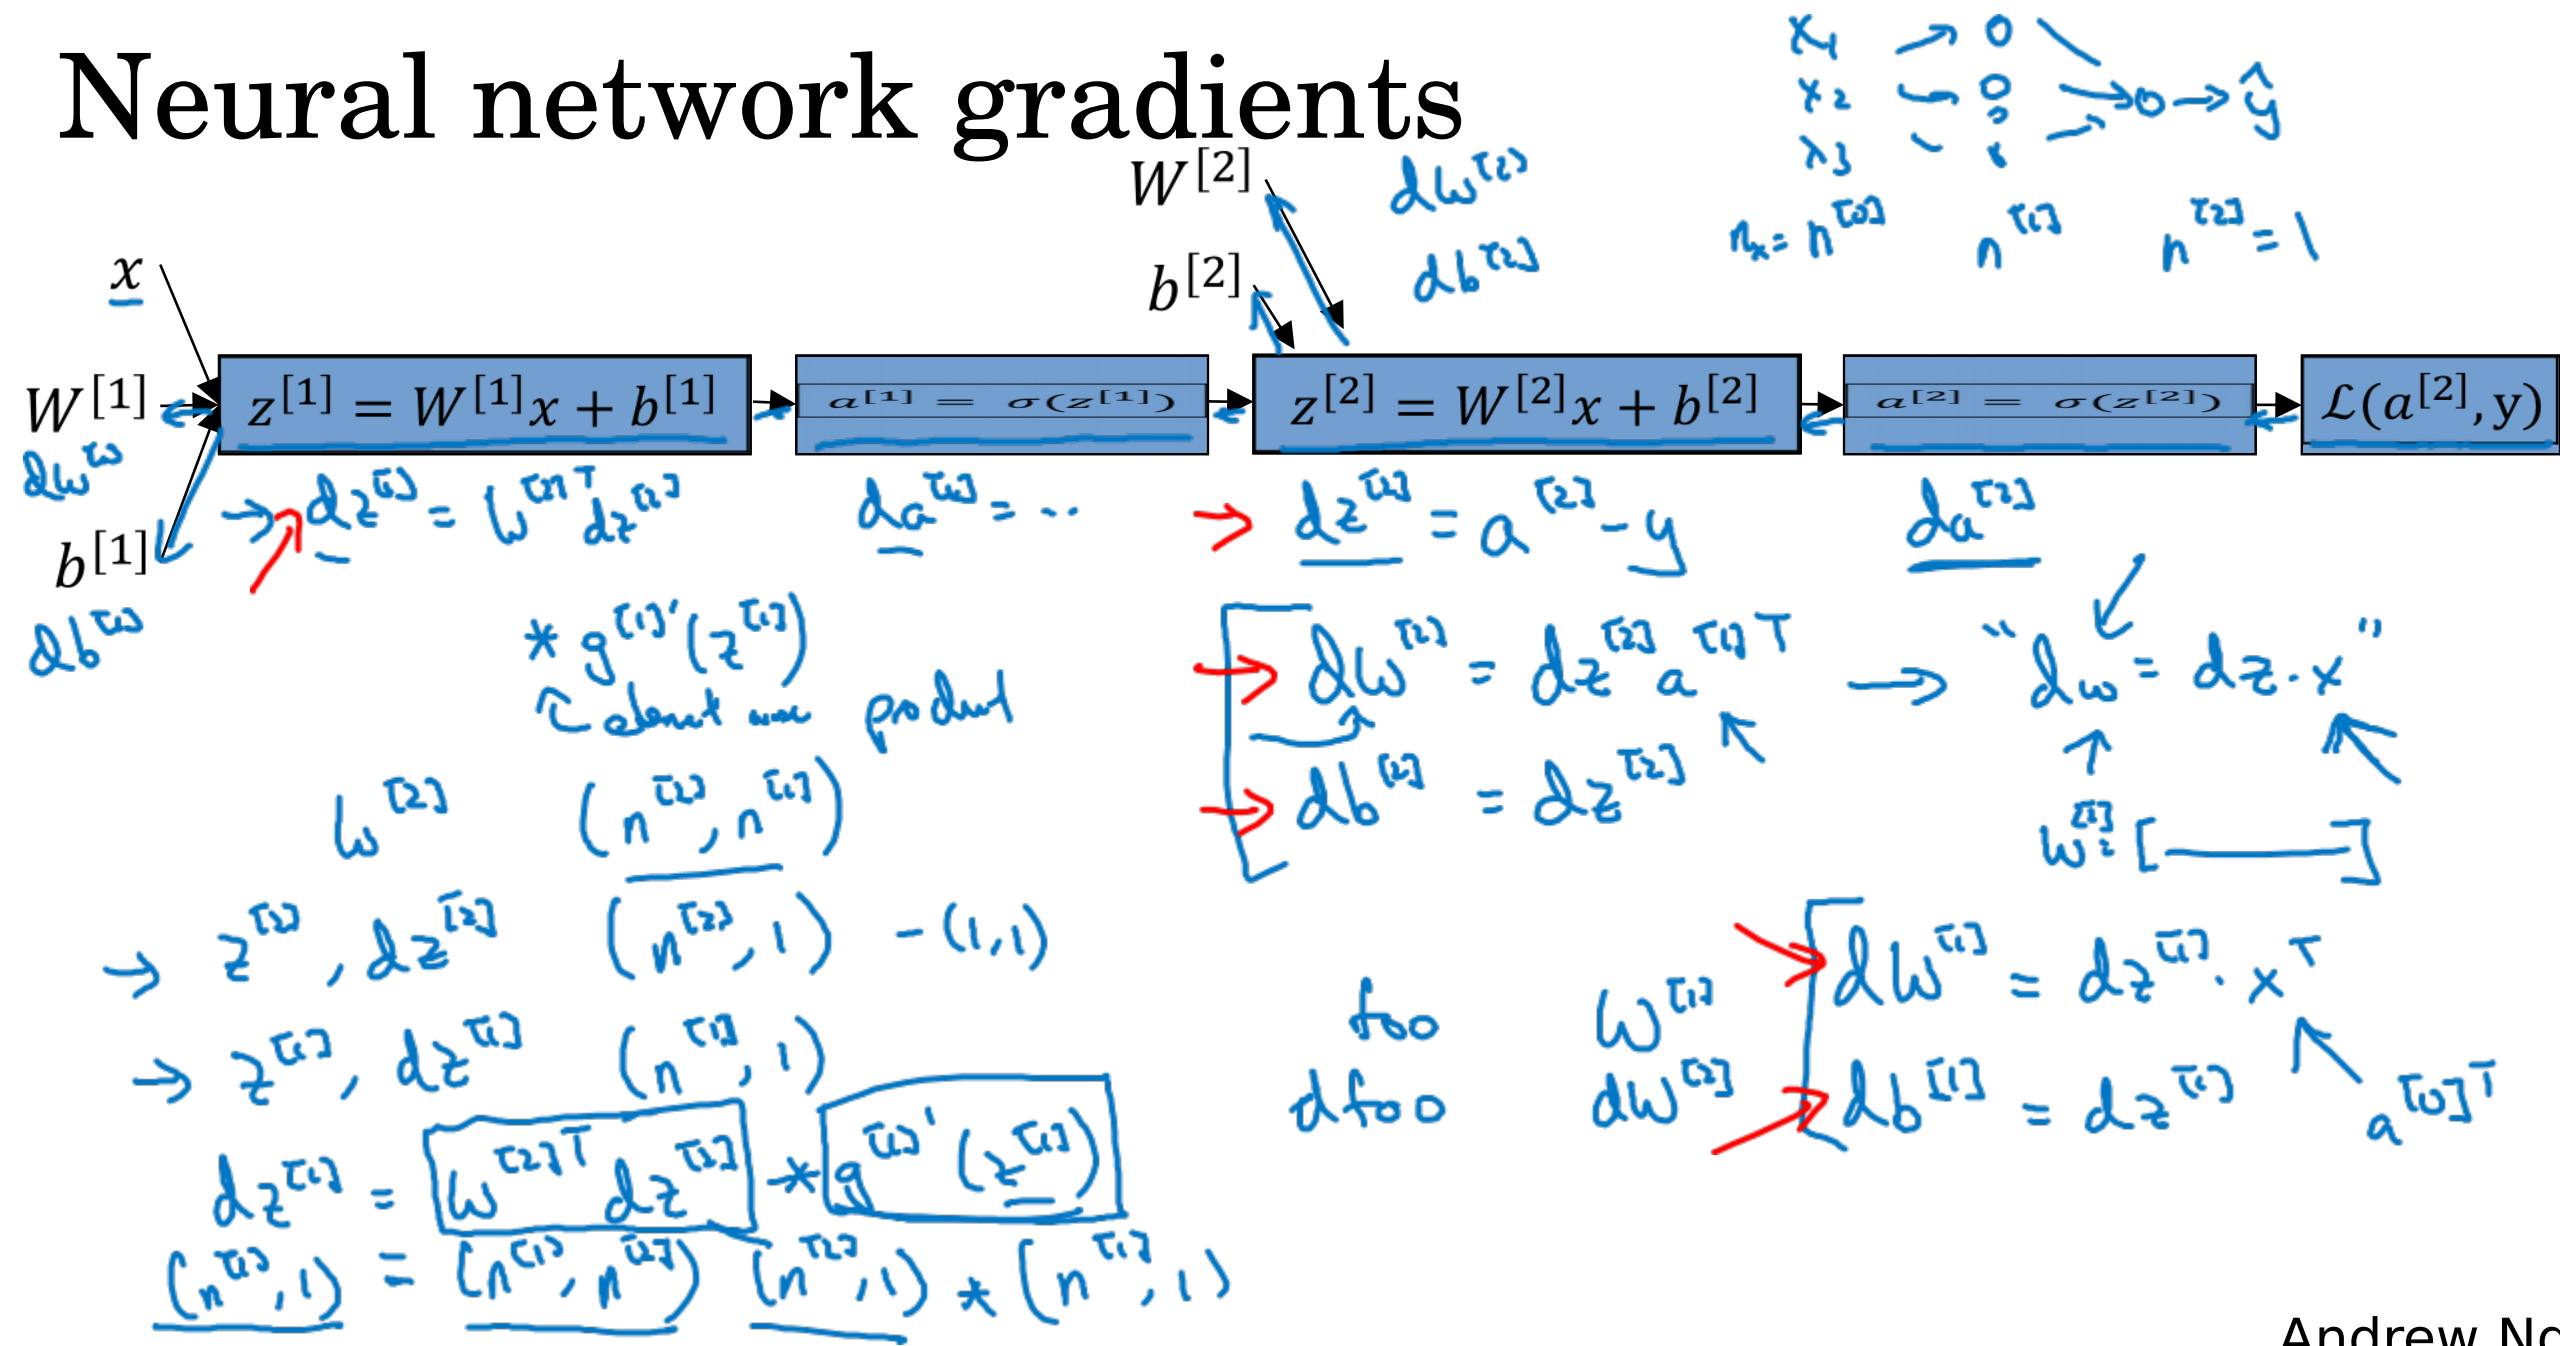 Neural network gradients
x₁ → 0
x₂ 0 → 0 → ŷ
x₃
nₓ = n^[0] n^[1] n^[2] = 1
W^[2] dw^[2]
b^[2] db^[2]
x
W^[1] z^[1] = W^[1]x + b^[1] a^[1] = σ(z^[1]) z^[2] = W^[2]x + b^[2] a^[2] = σ(z^[2]) ℒ(a^[2], y)
dw^[1]
b^[1]
db^[1]
→ dz^[1] = W^[2]T dz^[2]
* g^[1]'(z^[1])
↑ element wise product
da^[1] = ..
→ dz^[2] = a^[2] - y
da^[2]
→ dw^[2] = dz^[2] a^[1]T → "dw = dz · x"
→ db^[2] = dz^[2]
w^[2] = [ ]
w^[2] (n^[2], n^[1])
→ z^[2], dz^[2] (n^[2], 1) - (1,1)
→ z^[1], dz^[1] (n^[1], 1)
dz^[1] = W^[2]T dz^[2] * g^[1]'(z^[1])
(n^[1], 1) = (n^[1], n^[2]) (n^[2], 1) * (n^[1], 1)
foo W^[1]
dfoo dW^[2]
dW^[1] = dz^[1] · x^T
db^[1] = dz^[1]
a^[0]T
Andrew Ng